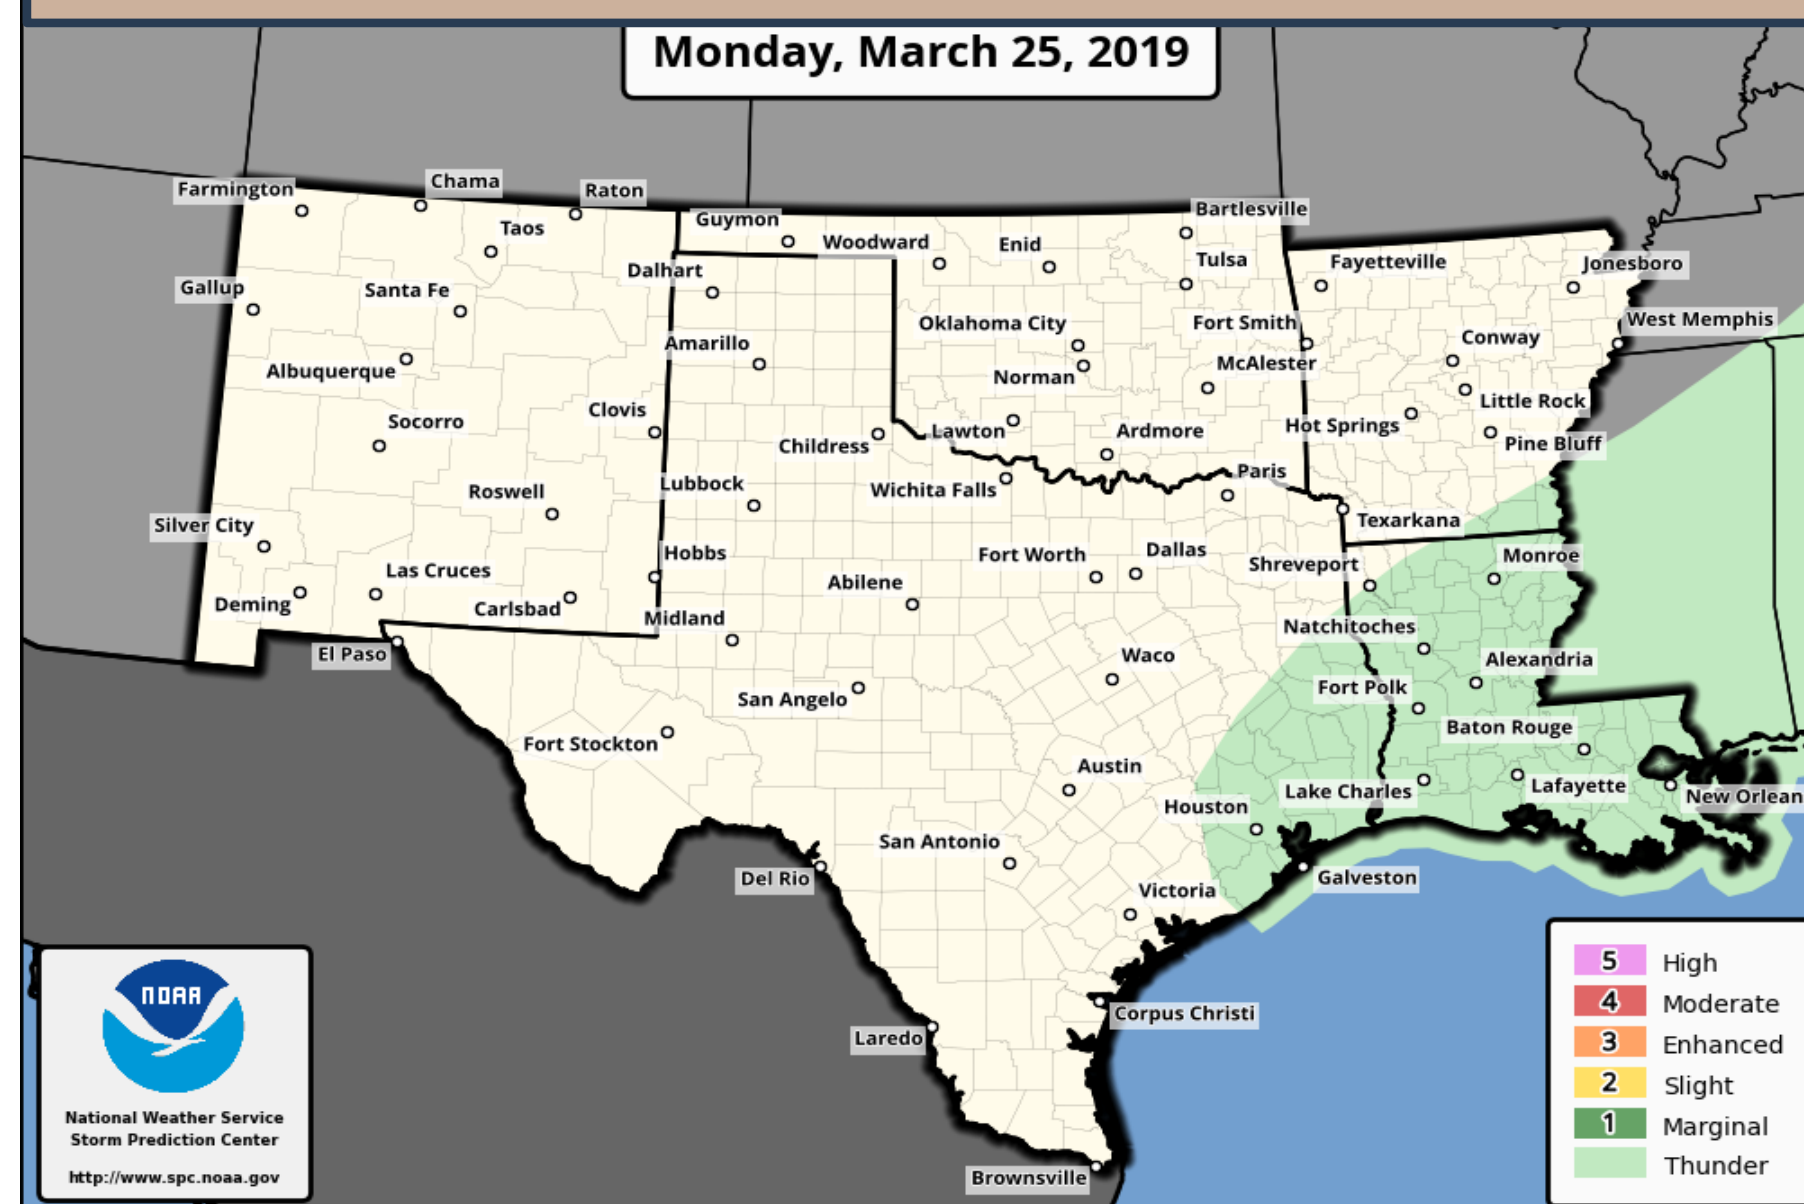 Monday, March 25, 2019
Farmington
Chama
Raton
Taos
Guymon
Woodward
Enid
Bartlesville
Tulsa
Fayetteville
Jonesboro
Gallup
Santa Fe
Dalhart
Oklahoma City
Fort Smith
West Memphis
Conway
Albuquerque
Amarillo
Norman
McAlester
Little Rock
Socorro
Clovis
Childress
Lawton
Ardmore
Hot Springs
Pine Bluff
Roswell
Lubbock
Wichita Falls
Paris
Silver City
Texarkana
Hobbs
Fort Worth
Dallas
Shreveport
Monroe
Las Cruces
Deming
Carlsbad
Midland
Abilene
Natchitoches
El Paso
Waco
Alexandria
San Angelo
Fort Polk
Fort Stockton
Baton Rouge
Austin
Houston
Lake Charles
Lafayette
New Orlean
San Antonio
Del Rio
Victoria
Galveston
Corpus Christi
Laredo
Brownsville
NOAA
National Weather Service
Storm Prediction Center
http://www.spc.noaa.gov
5 High
4 Moderate
3 Enhanced
2 Slight
1 Marginal
Thunder